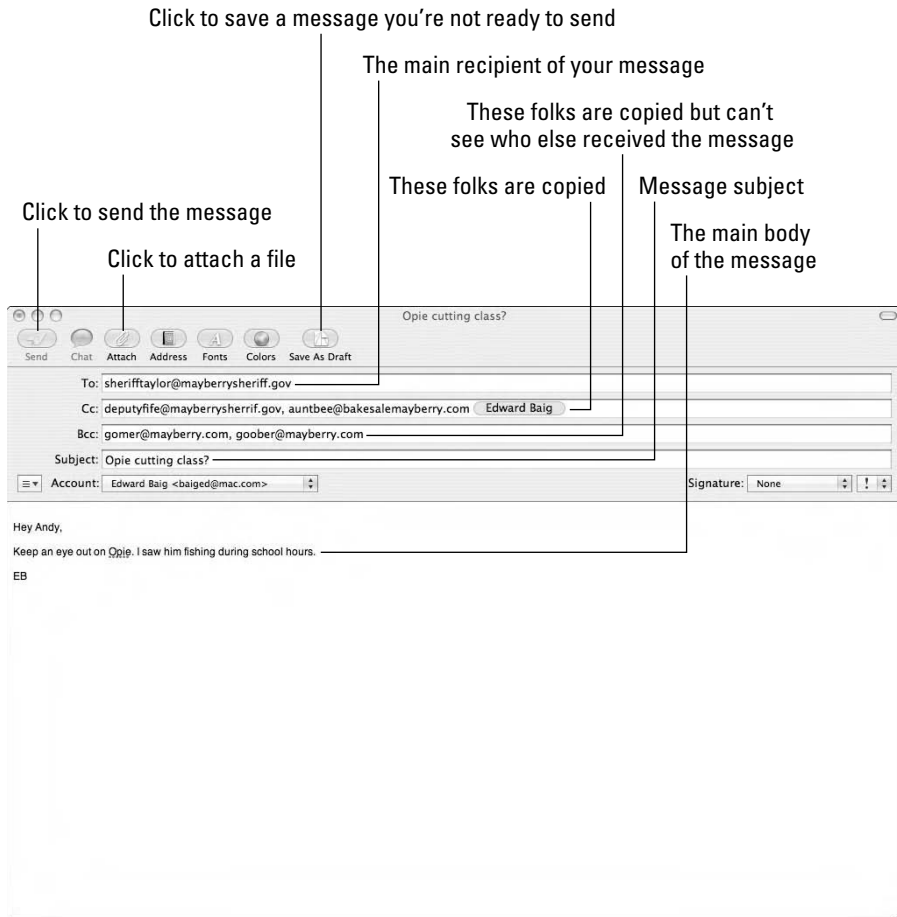 Click to save a message you're not ready to send
The main recipient of your message
These folks are copied but can't
see who else received the message
These folks are copied
Message subject
Click to send the message
The main body
of the message
Click to attach a file
Opie cutting class?
Send Chat Attach Address Fonts Colors Save As Draft
To: sherifftaylor@mayberrysheriff.gov
Cc: deputyfife@mayberrysherrif.gov, auntbee@bakesalemayberry.com Edward Baig
Bcc: gomer@mayberry.com, goober@mayberry.com
Subject: Opie cutting class?
Account: Edward Baig <baiged@mac.com> Signature: None !
Hey Andy,
Keep an eye out on Opie. I saw him fishing during school hours.
EB